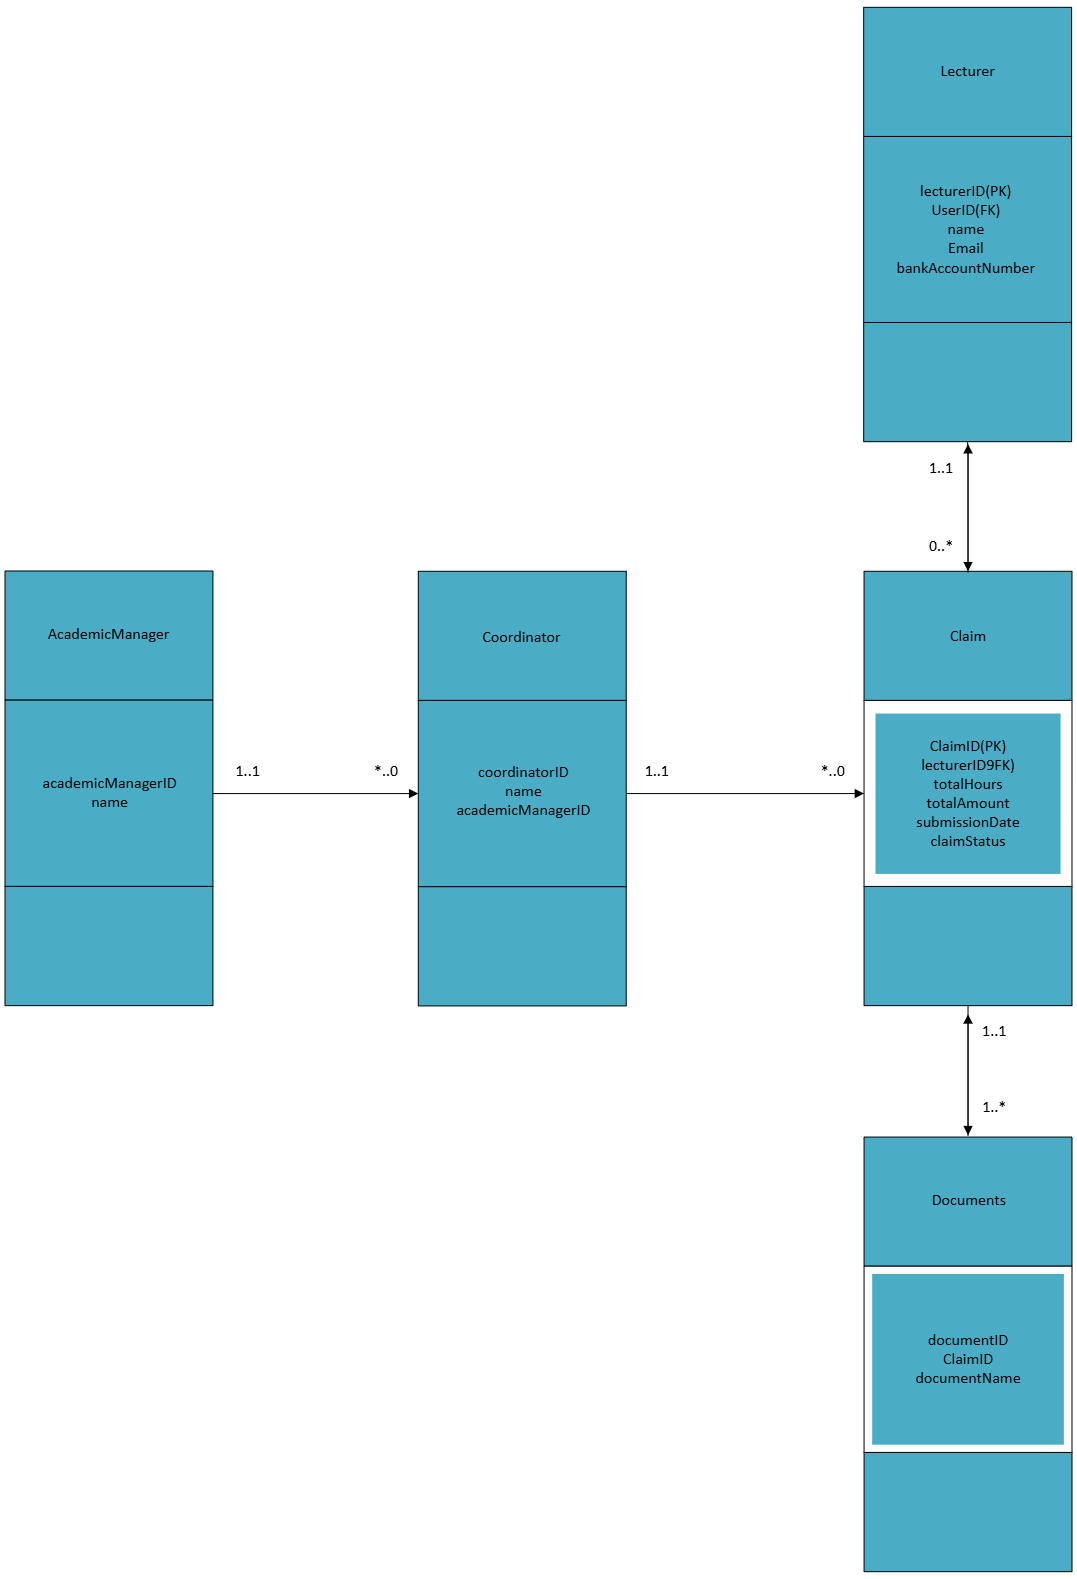 Lecturer
lecturerID(PK)
UserID(FK)
name
Email
bankAccountNumber
1..1
0..*
AcademicManager
academicManagerID
name
1..1
*..0
Coordinator
coordinatorID
name
academicManagerID
1..1
*..0
Claim
ClaimID(PK)
lecturerID9FK)
totalHours
totalAmount
submissionDate
claimStatus
1..1
1..*
Documents
documentID
ClaimID
documentName